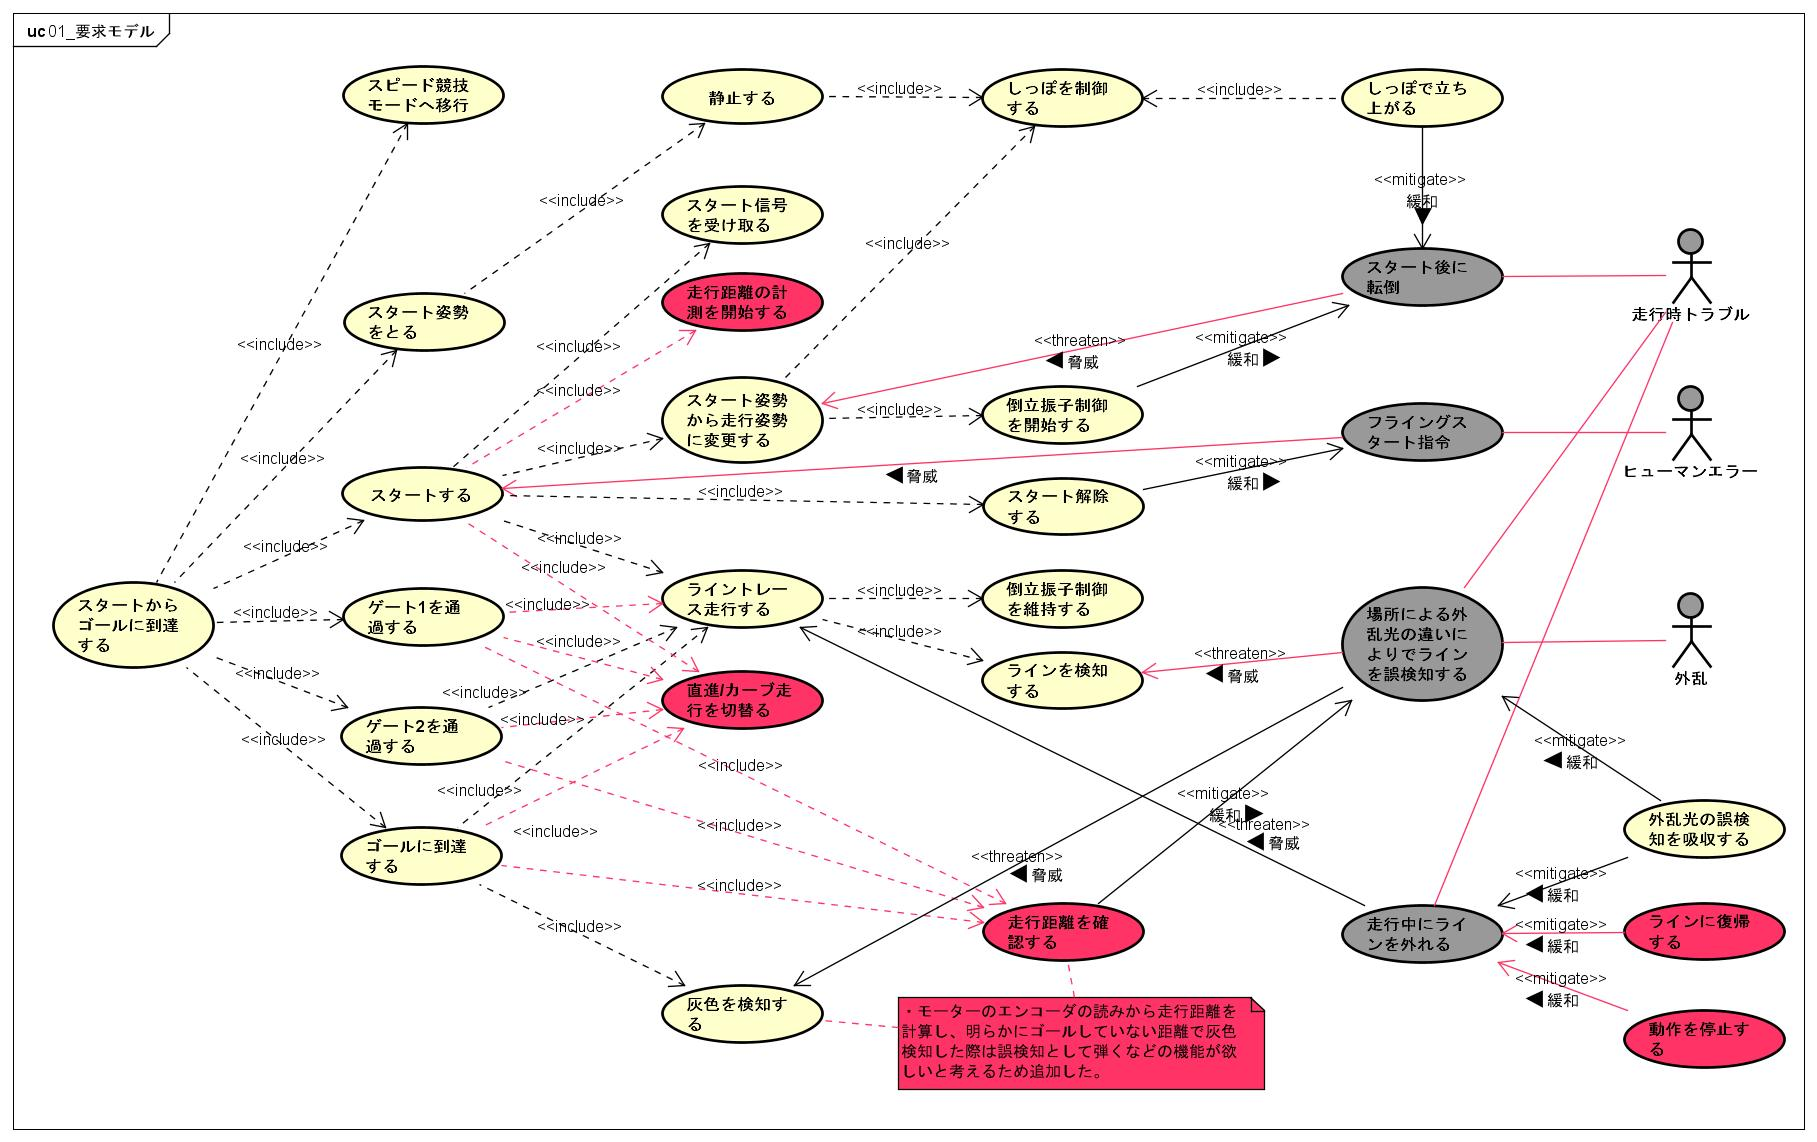 uc 01_要求モデル
スピード競技
モードへ移行
静止する
<<include>>
しっぽを制御
する
<<include>>
しっぽで立ち
上がる
<<mitigate>>
緩和
<<include>>
スタート信号
を受け取る
<<include>>
走行距離の計
測を開始する
スタート後に
転倒
走行時トラブル
スタート姿勢
をとる
<<include>>
<<include>>
<<include>>
<<threaten>>
脅威
<<mitigate>>
緩和
スタート姿勢
から走行姿勢
に変更する
<<include>>
倒立振子制御
を開始する
フライングス
タート指令
ヒューマンエラー
<<include>>
<<include>>
<<mitigate>>
緩和
脅威
スタートする
<<include>>
スタート解除
する
<<include>>
<<include>>
<<include>>
スタートから
ゴールに到達
する
<<include>>
ゲート1を通
過する
<<include>>
ライントレー
ス走行する
<<include>>
倒立振子制御
を維持する
<<include>>
<<include>>
ラインを検知
する
<<threaten>>
脅威
場所による外
乱光の違いに
よりでライン
を誤検知する
外乱
<<include>>
<<include>>
直進/カーブ走
行を切替る
ゲート2を通
過する
<<include>>
<<include>>
<<mitigate>>
緩和
<<include>>
<<include>>
<<mitigate>>
緩和
<<threaten>>
脅威
外乱光の誤検
知を吸収する
ゴールに到達
する
<<include>>
<<include>>
<<threaten>>
脅威
<<mitigate>>
緩和
<<include>>
<<include>>
走行距離を確
認する
走行中にライ
ンを外れる
<<mitigate>>
緩和
ラインに復帰
する
<<mitigate>>
緩和
灰色を検知す
る
・モーターのエンコーダの読みから走行距離を
計算し、明らかにゴールしていない距離で灰色
検知した際は誤検知として弾くなどの機能が欲
しいと考えるため追加した。
動作を停止す
る